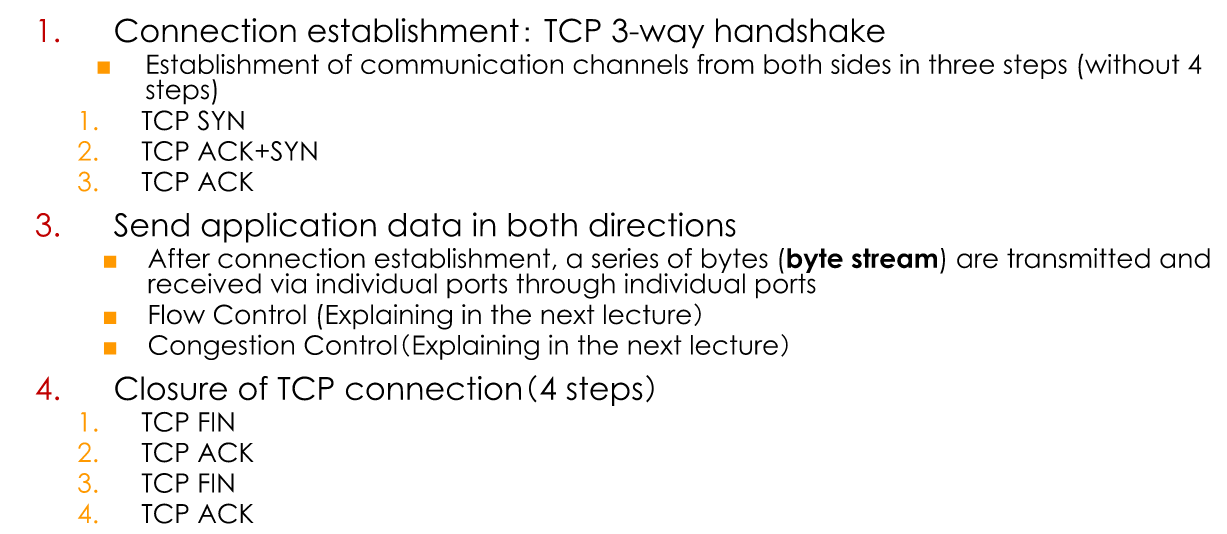 1. Connection establishment： TCP 3-way handshake
■ Establishment of communication channels from both sides in three steps (without 4
steps)
1. TCP SYN
2. TCP ACK+SYN
3. TCP ACK
3. Send application data in both directions
■ After connection establishment, a series of bytes (byte stream) are transmitted and
received via individual ports through individual ports
■ Flow Control (Explaining in the next lecture）
■ Congestion Control（Explaining in the next lecture）
4. Closure of TCP connection（4 steps）
1. TCP FIN
2. TCP ACK
3. TCP FIN
4. TCP ACK